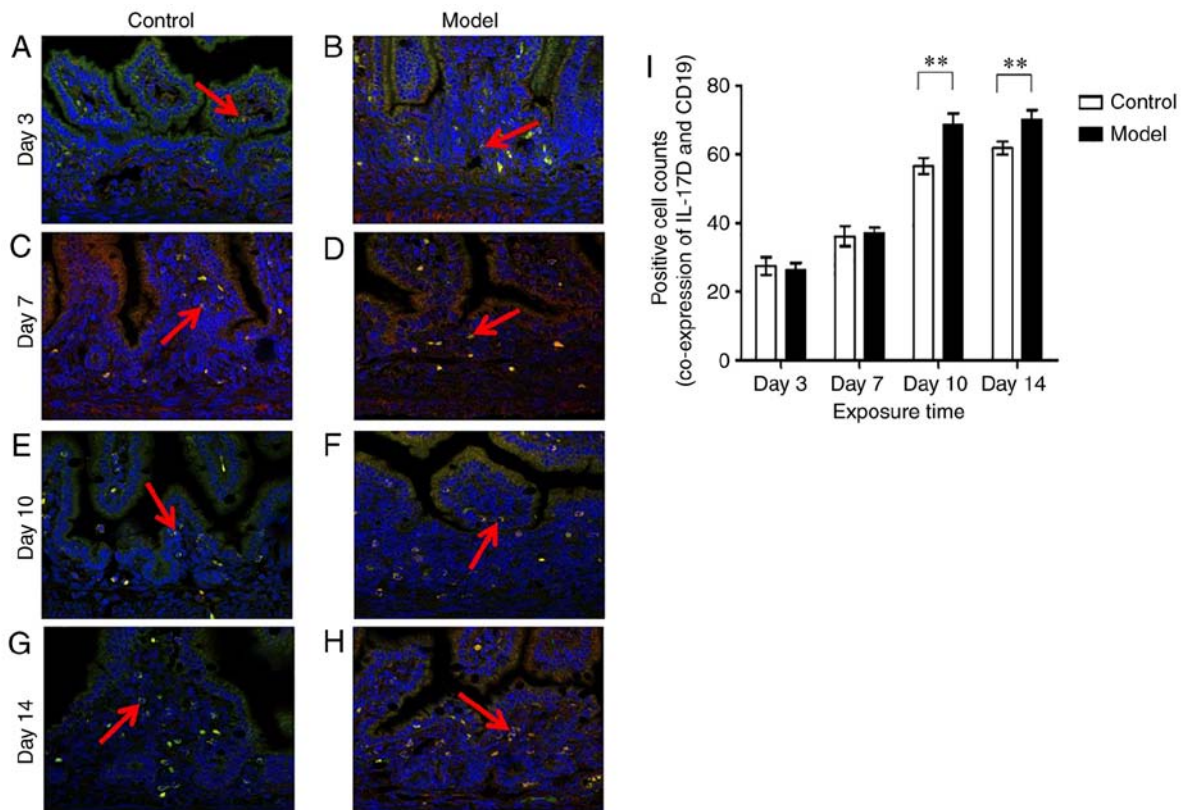 Control
Model
A
B
Day 3
C
D
Day 7
E
F
Day 10
G
H
Day 14
I
Positive cell counts
(co-expression of IL-17D and CD19)
80
60
40
20
0
**
**
Control
Model
Day 3
Day 7
Day 10
Day 14
Exposure time